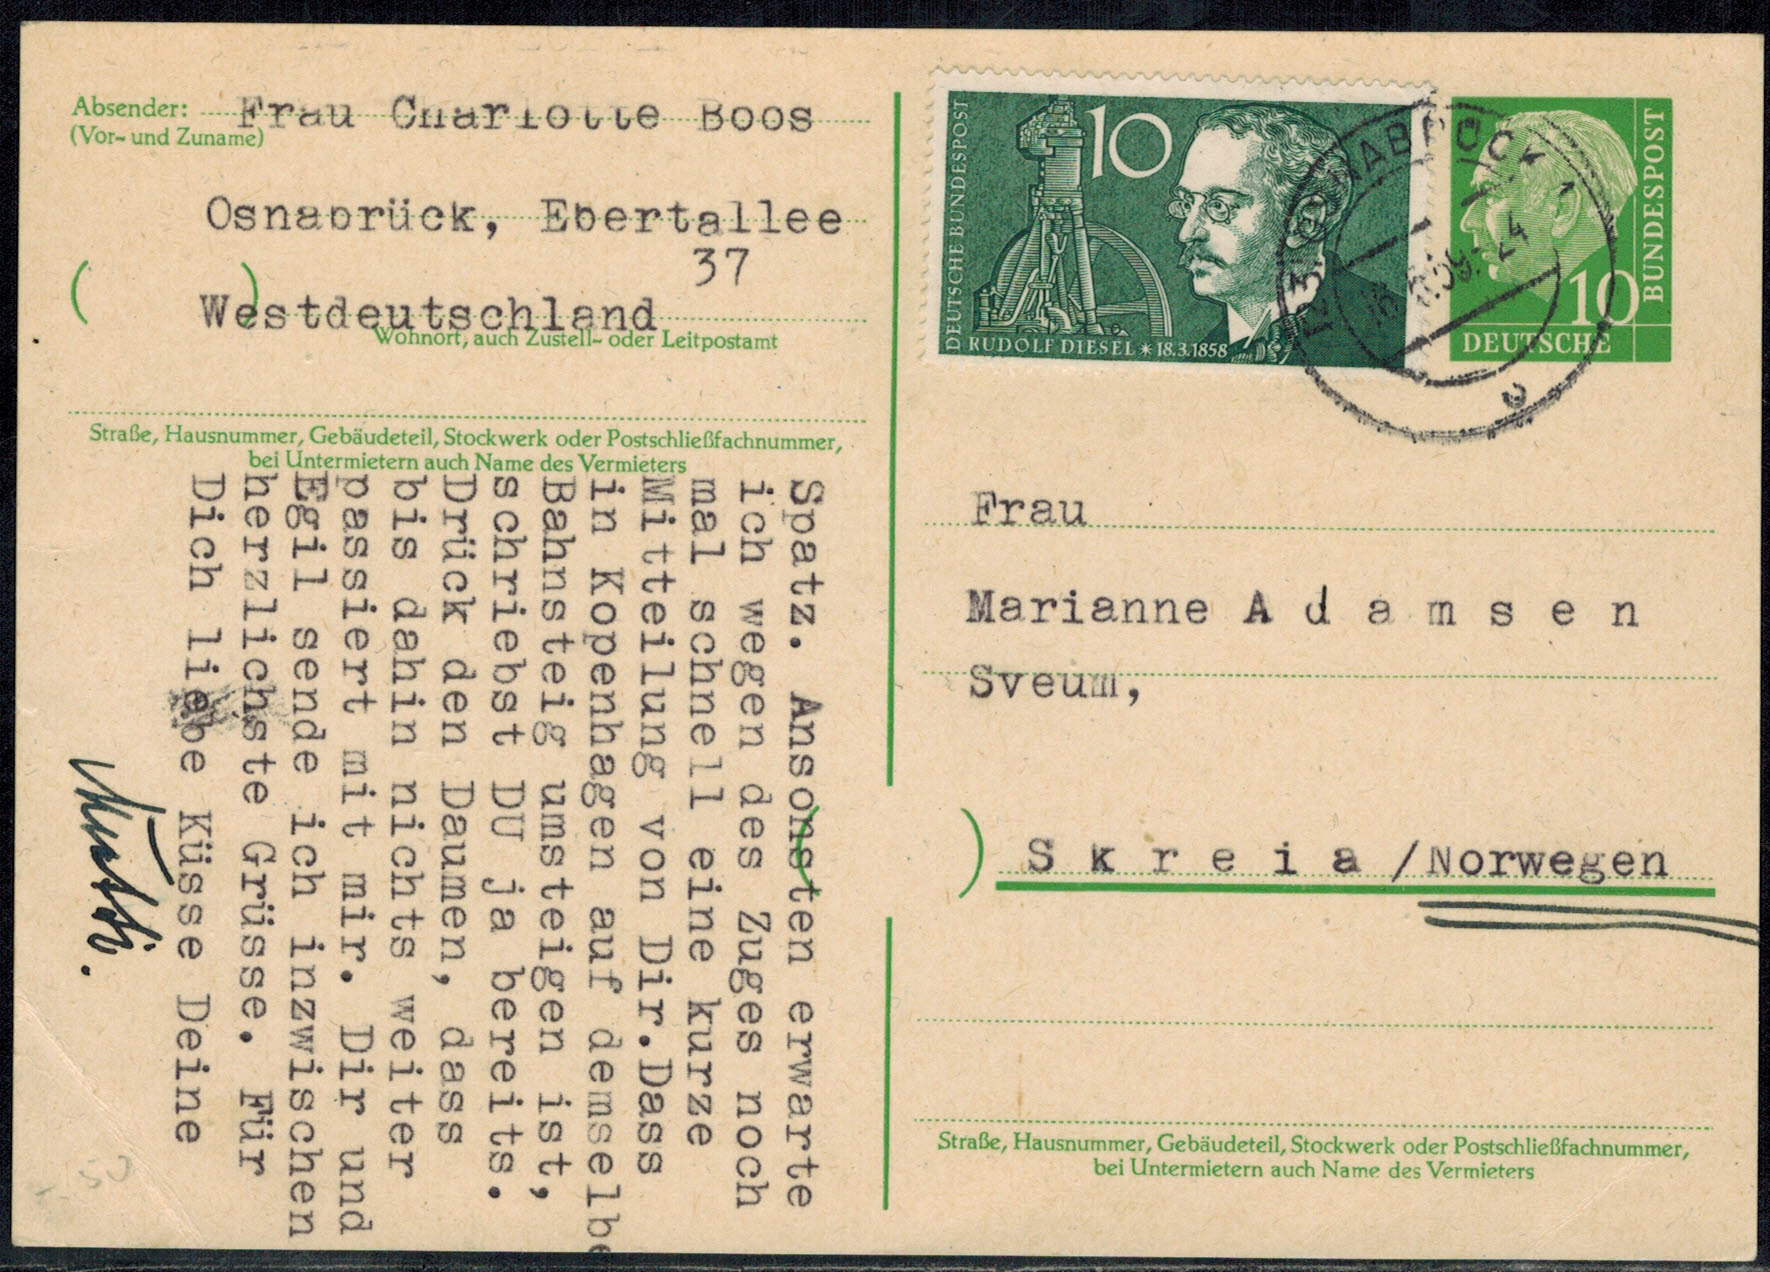 Absender: Frau Charlotte Boos
(Vor- und Zuname)
Osnabrück, Ebertallee
37
Westdeutschland
Wohnort, auch Zustell- oder Leitpostamt
Straße, Hausnummer, Gebäudeteil, Stockwerk oder Postschließfachnummer,
bei Untermietern auch Name des Vermieters
Spatz. Ansonsten erwarte
ich wegen des Zuges noch
mal schnell eine kurze
Mitteilung von Dir.Dass
in Kopenhagen auf demselbe
Bahnsteig umsteigen ist,
schriebst DU ja bereits.
Drück den Daumen, dass
bis dahin nichts weiter
passiert mit mir. Dir und
Egil sende ich inzwischen
herzlichste Grüsse. Für
Dich liebe Küsse Deine
Mutti.
DEUTSCHE BUNDESPOST
10
RUDOLF DIESEL * 18.3.1858
BUNDESPOST
10
DEUTSCHE
OSNABRÜCK
Frau
Marianne A d a m s e n
Sveum,
S k r e i a /Norwegen
Straße, Hausnummer, Gebäudeteil, Stockwerk oder Postschließfachnummer,
bei Untermietern auch Name des Vermieters